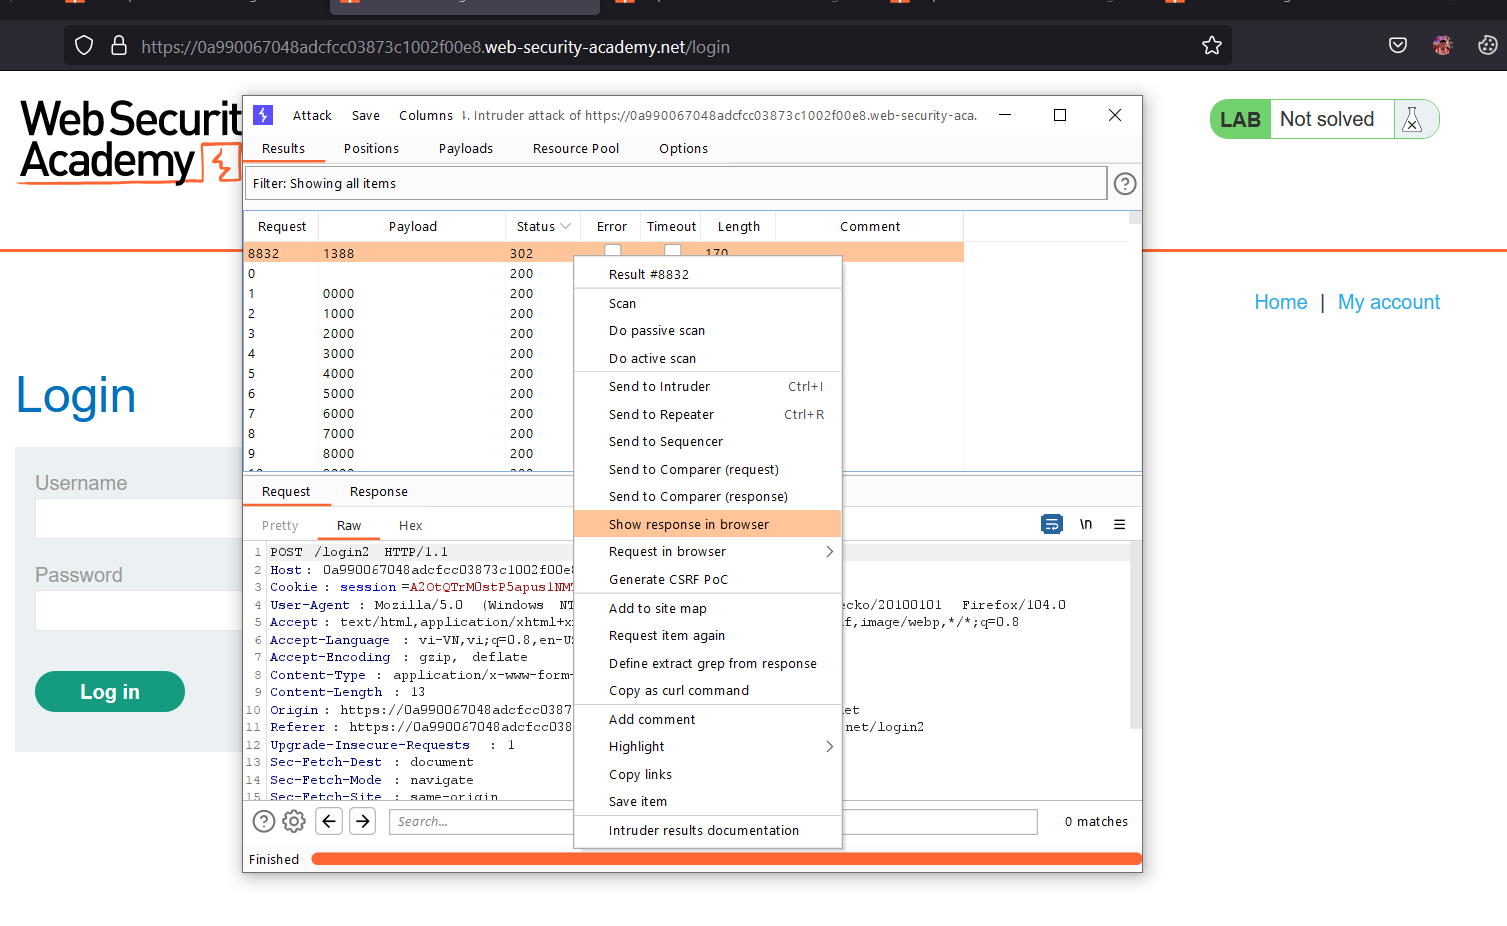 https://0a990067048adcfcc03873c1002f00e8.web-security-academy.net/login
Web Securit
Academy
LAB Not solved
Home | My account
Login
Username
Password
Log in
Attack Save Columns 4. Intruder attack of https://0a990067048adcfcc03873c1002f00e8.web-security-aca.
Results Positions Payloads Resource Pool Options
Filter: Showing all items
Request Payload Status Error Timeout Length Comment
8832 1388 302 170
0 200
1 0000 200
2 1000 200
3 2000 200
4 3000 200
5 4000 200
6 5000 200
7 6000 200
8 7000 200
9 8000 200
Result #8832
Scan
Do passive scan
Do active scan
Send to Intruder Ctrl+I
Send to Repeater Ctrl+R
Send to Sequencer
Send to Comparer (request)
Send to Comparer (response)
Show response in browser
Request in browser
Generate CSRF PoC
Add to site map
Request item again
Define extract grep from response
Copy as curl command
Add comment
Highlight
Copy links
Save item
Intruder results documentation
Request Response
Pretty Raw Hex \n
1 POST /login2 HTTP/1.1
2 Host: 0a990067048adcfcc03873c1002f00e8
3 Cookie: session=
4 User-Agent: Mozilla/5.0 (Windows NT ecko/20100101 Firefox/104.0
5 Accept: text/html,application/xhtml+x f,image/webp,*/*;q=0.8
6 Accept-Language: vi-VN,vi;q=0.8,en-US
7 Accept-Encoding: gzip, deflate
8 Content-Type: application/x-www-form-
9 Content-Length: 13
10 Origin: https://0a990067048adcfcc0387 et
11 Referer: https://0a990067048adcfcc038 net/login2
12 Upgrade-Insecure-Requests: 1
13 Sec-Fetch-Dest: document
14 Sec-Fetch-Mode: navigate
15 Sec-Fetch-Site: same-origin
Search... 0 matches
Finished